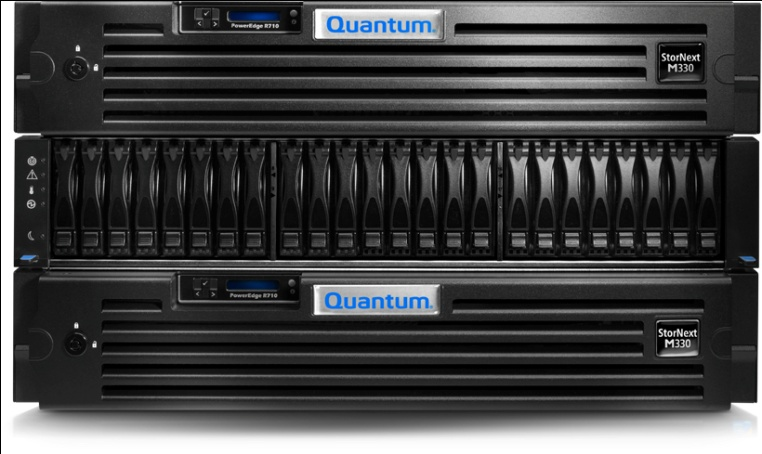 PowerEdge R710
Quantum.
StorNext
M330
PowerEdge R710
Quantum.
StorNext
M330